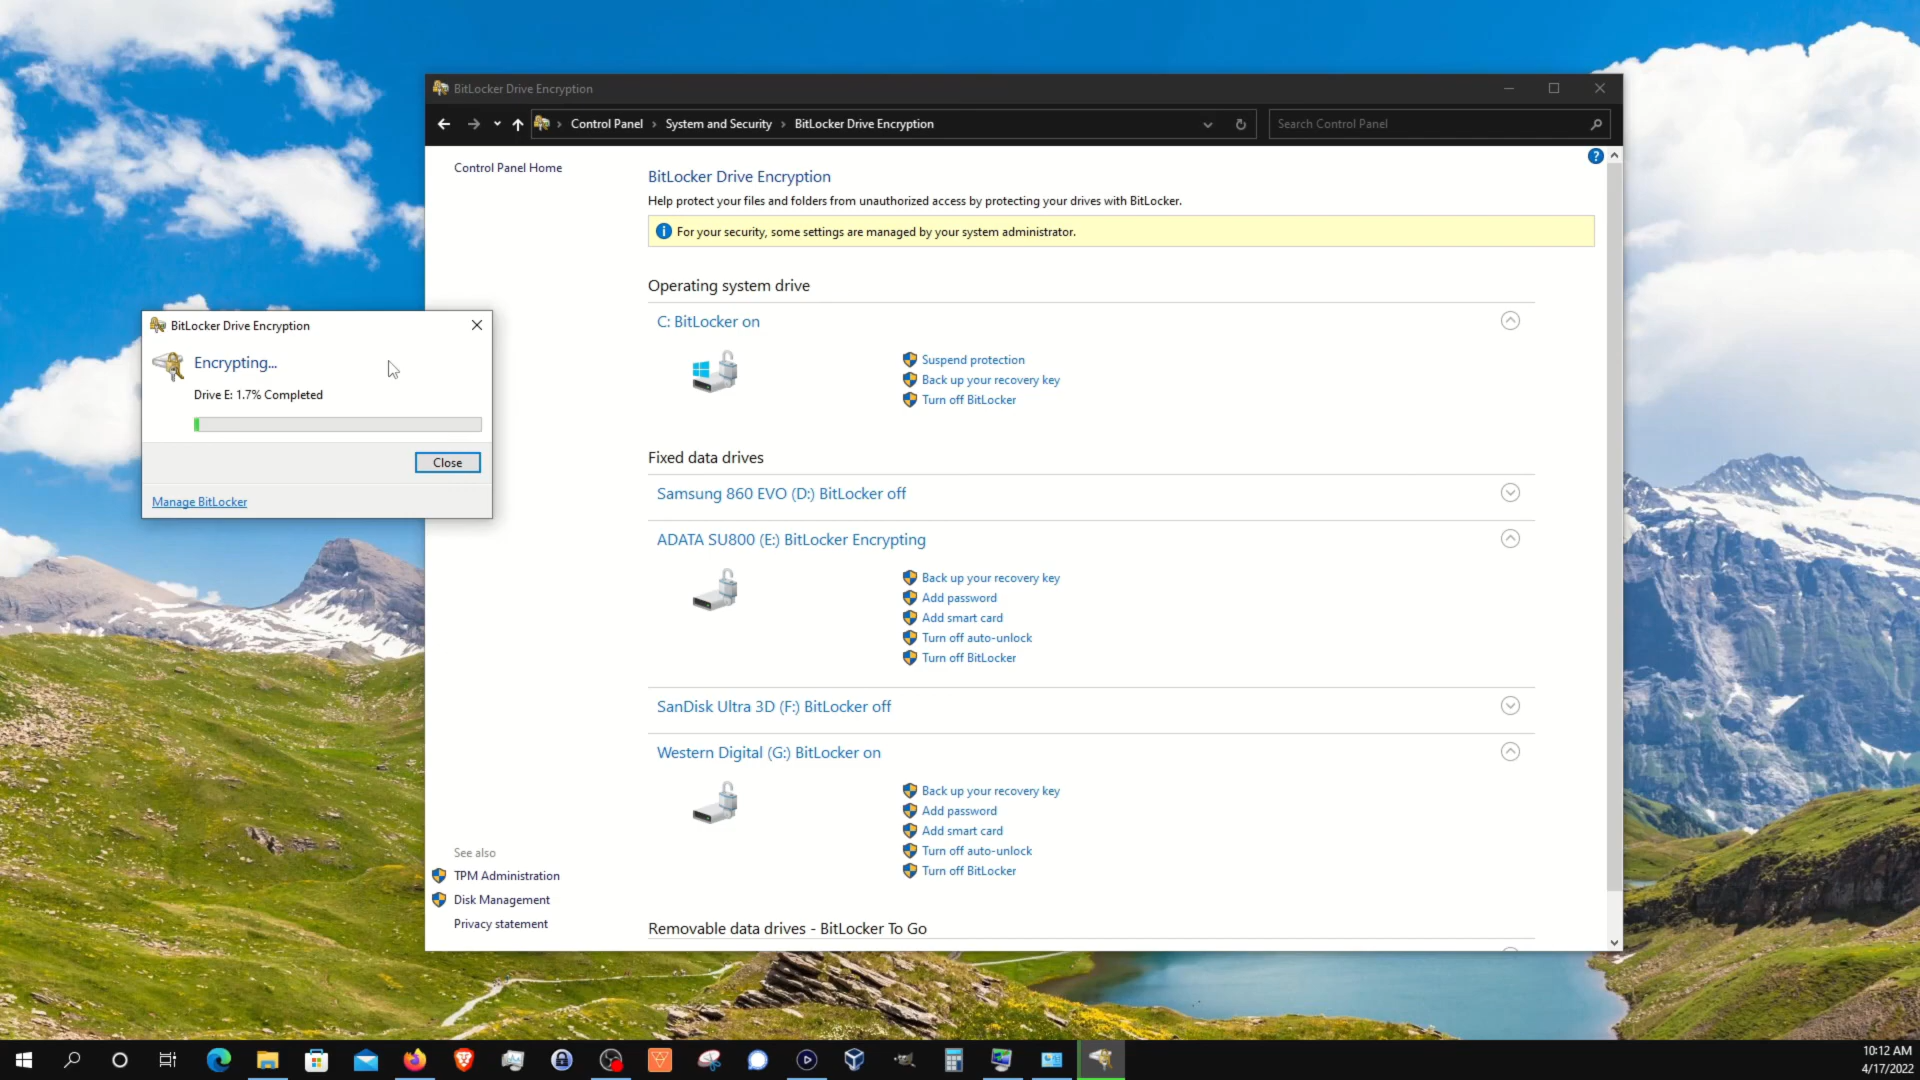 BitLocker Drive Encryption
Control Panel > System and Security > BitLocker Drive Encryption
Search Control Panel
Control Panel Home
BitLocker Drive Encryption
Help protect your files and folders from unauthorized access by protecting your drives with BitLocker.
For your security, some settings are managed by your system administrator.
Operating system drive
C: BitLocker on
Suspend protection
Back up your recovery key
Turn off BitLocker
Fixed data drives
Samsung 860 EVO (D:) BitLocker off
ADATA SU800 (E:) BitLocker Encrypting
Back up your recovery key
Add password
Add smart card
Turn off auto-unlock
Turn off BitLocker
SanDisk Ultra 3D (F:) BitLocker off
Western Digital (G:) BitLocker on
Back up your recovery key
Add password
Add smart card
Turn off auto-unlock
Turn off BitLocker
Removable data drives - BitLocker To Go
See also
TPM Administration
Disk Management
Privacy statement
BitLocker Drive Encryption
Encrypting...
Drive E: 1.7% Completed
Close
Manage BitLocker
10:12 AM
4/17/2022